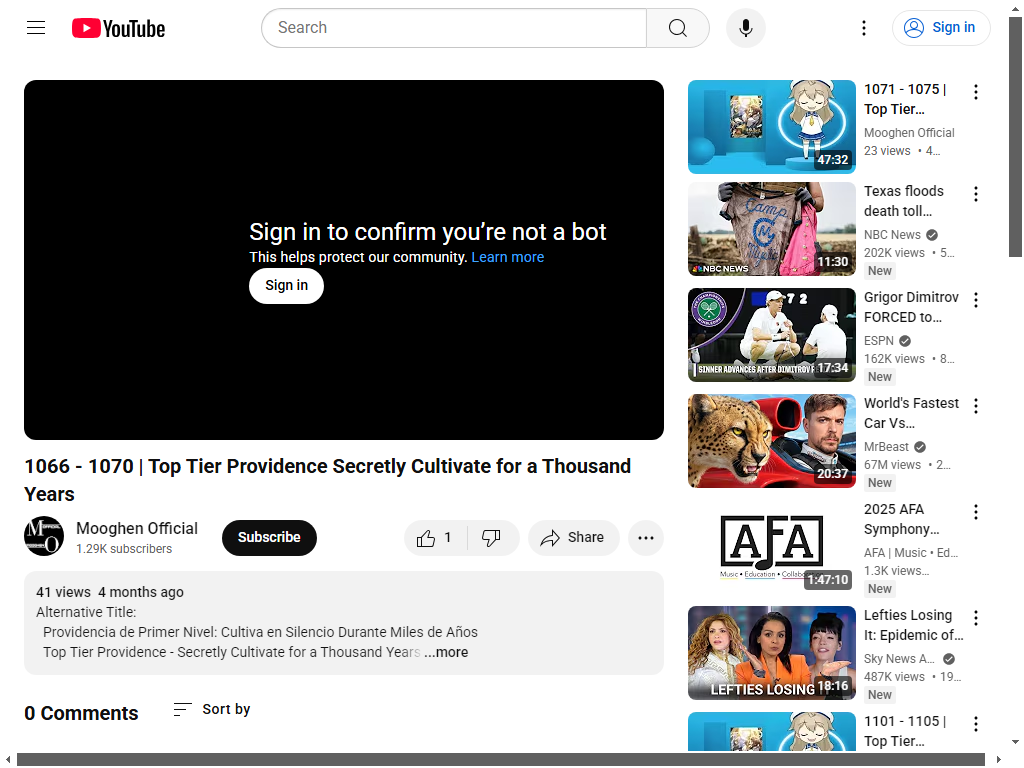 YouTube
Search
Sign in
Sign in to confirm you’re not a bot
This helps protect our community. Learn more
Sign in
1066 - 1070 | Top Tier Providence Secretly Cultivate for a Thousand
Years
Mooghen Official
1.29K subscribers
Subscribe
1
Share
41 views 4 months ago
Alternative Title:
Providencia de Primer Nivel: Cultiva en Silencio Durante Miles de Años
Top Tier Providence - Secretly Cultivate for a Thousand Years ...more
0 Comments
Sort by
47:32
1071 - 1075 |
Top Tier...
Mooghen Official
23 views • 4...
Camp
NBC NEWS
11:30
Texas floods
death toll...
NBC News
202K views • 5...
New
7 2
SINNER ADVANCES AFTER DIMITROV
17:34
Grigor Dimitrov
FORCED to...
ESPN
162K views • 8...
New
20:37
World's Fastest
Car Vs...
MrBeast
67M views • 2...
New
AFA
Music • Education •
1:47:10
2025 AFA
Symphony...
AFA | Music • Ed...
1.3K views...
New
LEFTIES LOSING
18:16
Lefties Losing
It: Epidemic of...
Sky News A...
487K views • 19...
New
1101 - 1105 |
Top Tier...